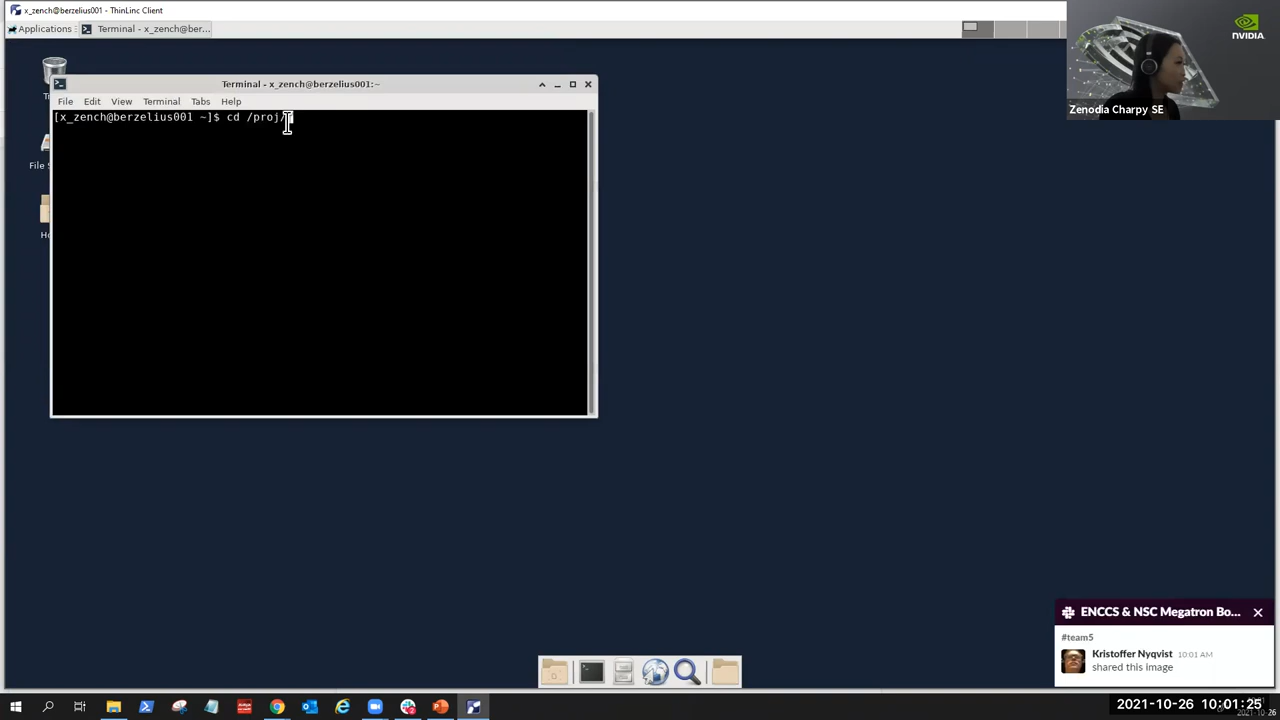 x_zench@berzelius001 - ThinLinc Client
Applications
Terminal - x_zench@ber...
NVIDIA
Zenodia Charpy SE
Terminal - x_zench@berzelius001:~
File Edit View Terminal Tabs Help
[x_zench@berzelius001 ~]$ cd /proj/
File S
Ho
ENCCS & NSC Megatron Bo...
#team5
Kristoffer Nyqvist 10:01 AM
shared this image
2021-10-26 10:01:25